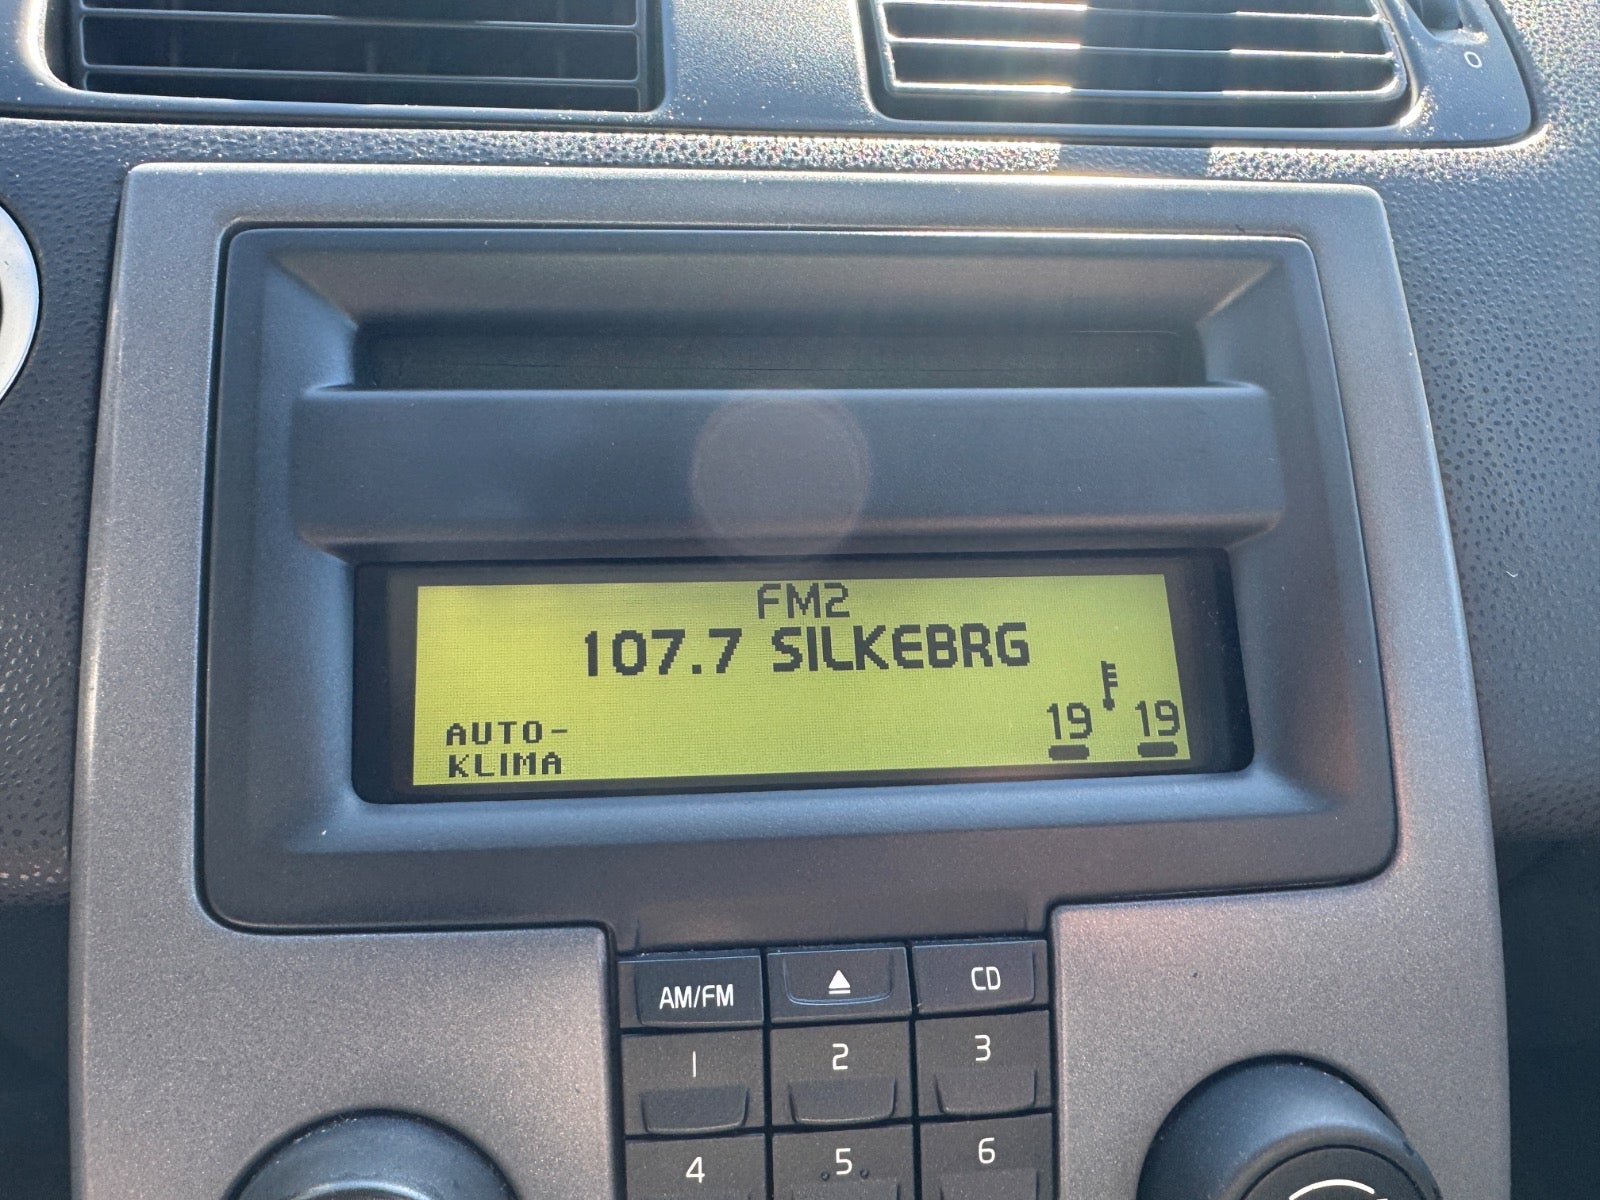 FM2
107.7 SILKEBRG
19 19
AUTO-
KLIMA
AM/FM
CD
1 2 3
4 5 6